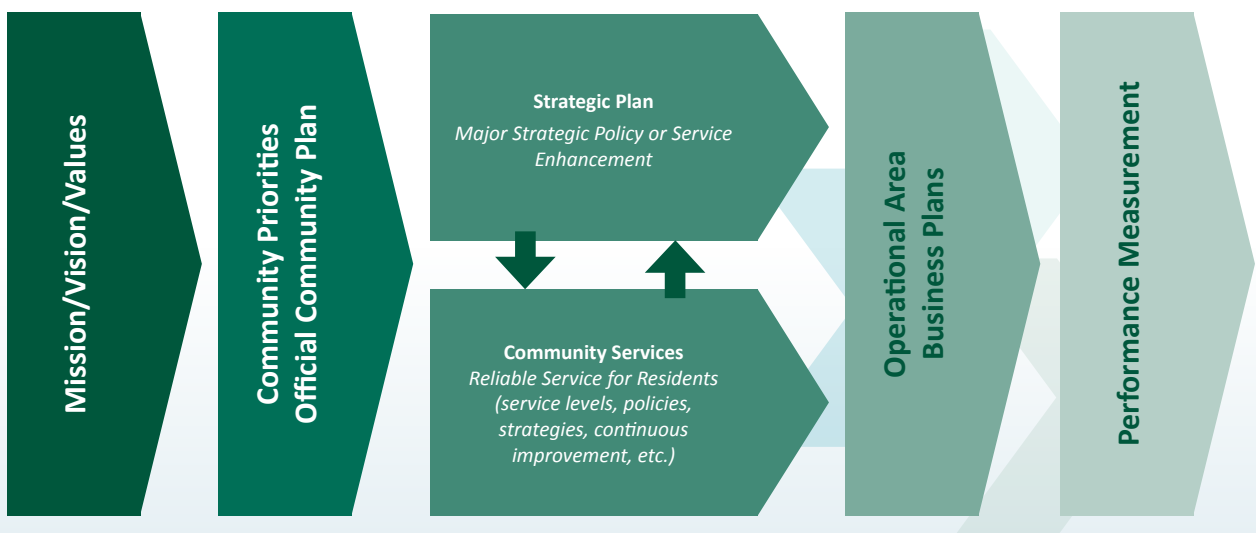 Mission/Vision/Values
Community Priorities
Official Community Plan
Strategic Plan
Major Strategic Policy or Service
Enhancement
Community Services
Reliable Service for Residents
(service levels, policies,
strategies, continuous
improvement, etc.)
Operational Area
Business Plans
Performance Measurement